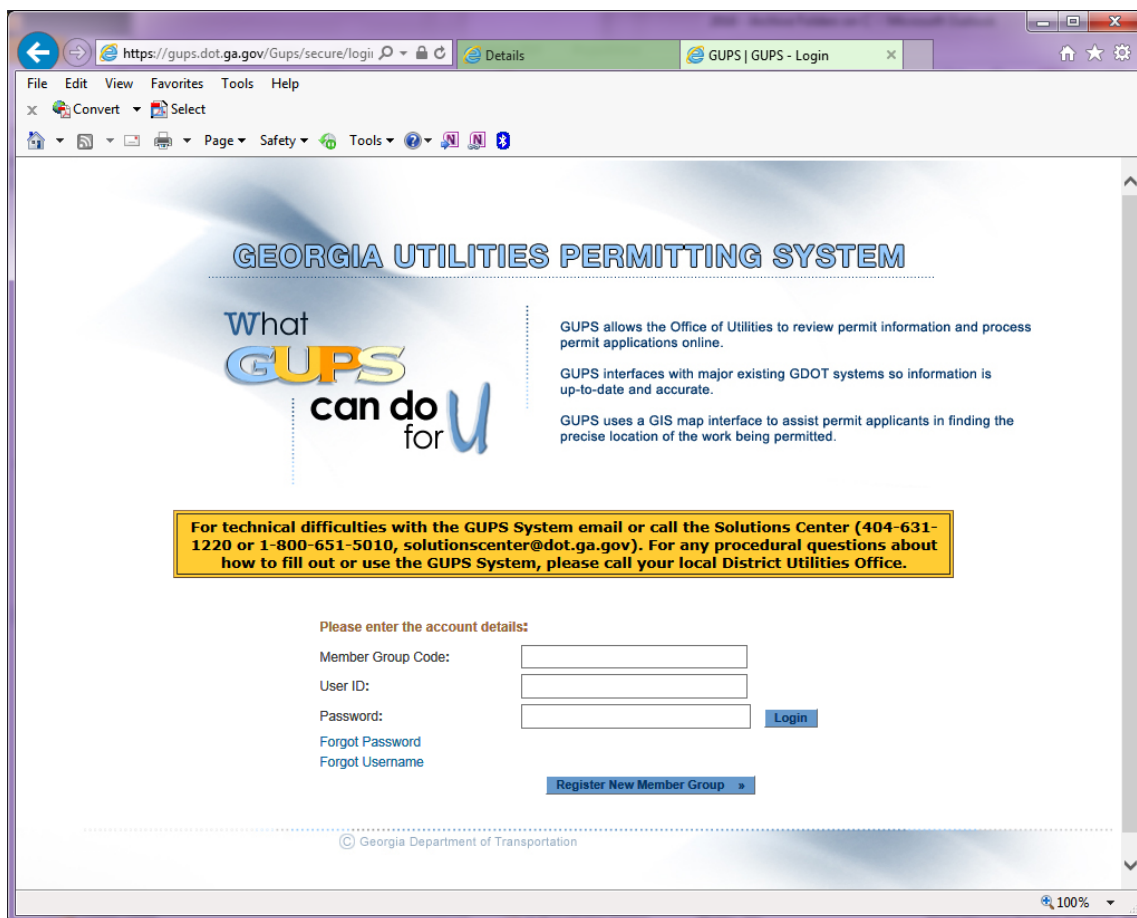 https://gups.dot.ga.gov/Gups/secure/logi
Details
GUPS | GUPS - Login
File Edit View Favorites Tools Help
x Convert Select
Page Safety Tools
GEORGIA UTILITIES PERMITTING SYSTEM
What
GUPS
can do
for U
GUPS allows the Office of Utilities to review permit information and process
permit applications online.
GUPS interfaces with major existing GDOT systems so information is
up-to-date and accurate.
GUPS uses a GIS map interface to assist permit applicants in finding the
precise location of the work being permitted.
For technical difficulties with the GUPS System email or call the Solutions Center (404-631-
1220 or 1-800-651-5010, solutionscenter@dot.ga.gov). For any procedural questions about
how to fill out or use the GUPS System, please call your local District Utilities Office.
Please enter the account details:
Member Group Code:
User ID:
Password:
Login
Forgot Password
Forgot Username
Register New Member Group »
© Georgia Department of Transportation
100%